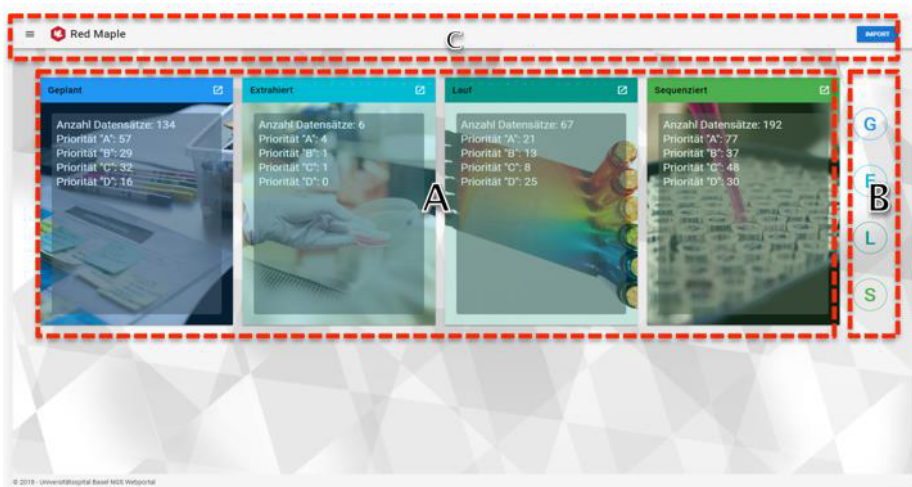 Red Maple
C
IMPORT
Geplant
Anzahl Datensätze: 134
Priorität "A": 57
Priorität "B": 29
Priorität "C": 32
Priorität "D": 16
Extrahiert
Anzahl Datensätze: 6
Priorität "A": 4
Priorität "B": 1
Priorität "C": 1
Priorität "D": 0
Lauf
Anzahl Datensätze: 67
Priorität "A": 21
Priorität "B": 13
Priorität "C": 8
Priorität "D": 25
Sequenziert
Anzahl Datensätze: 192
Priorität "A": 77
Priorität "B": 37
Priorität "C": 48
Priorität "D": 30
A
G
E
B
L
S
© 2018 - Universitätsspital Basel NGS Webportal